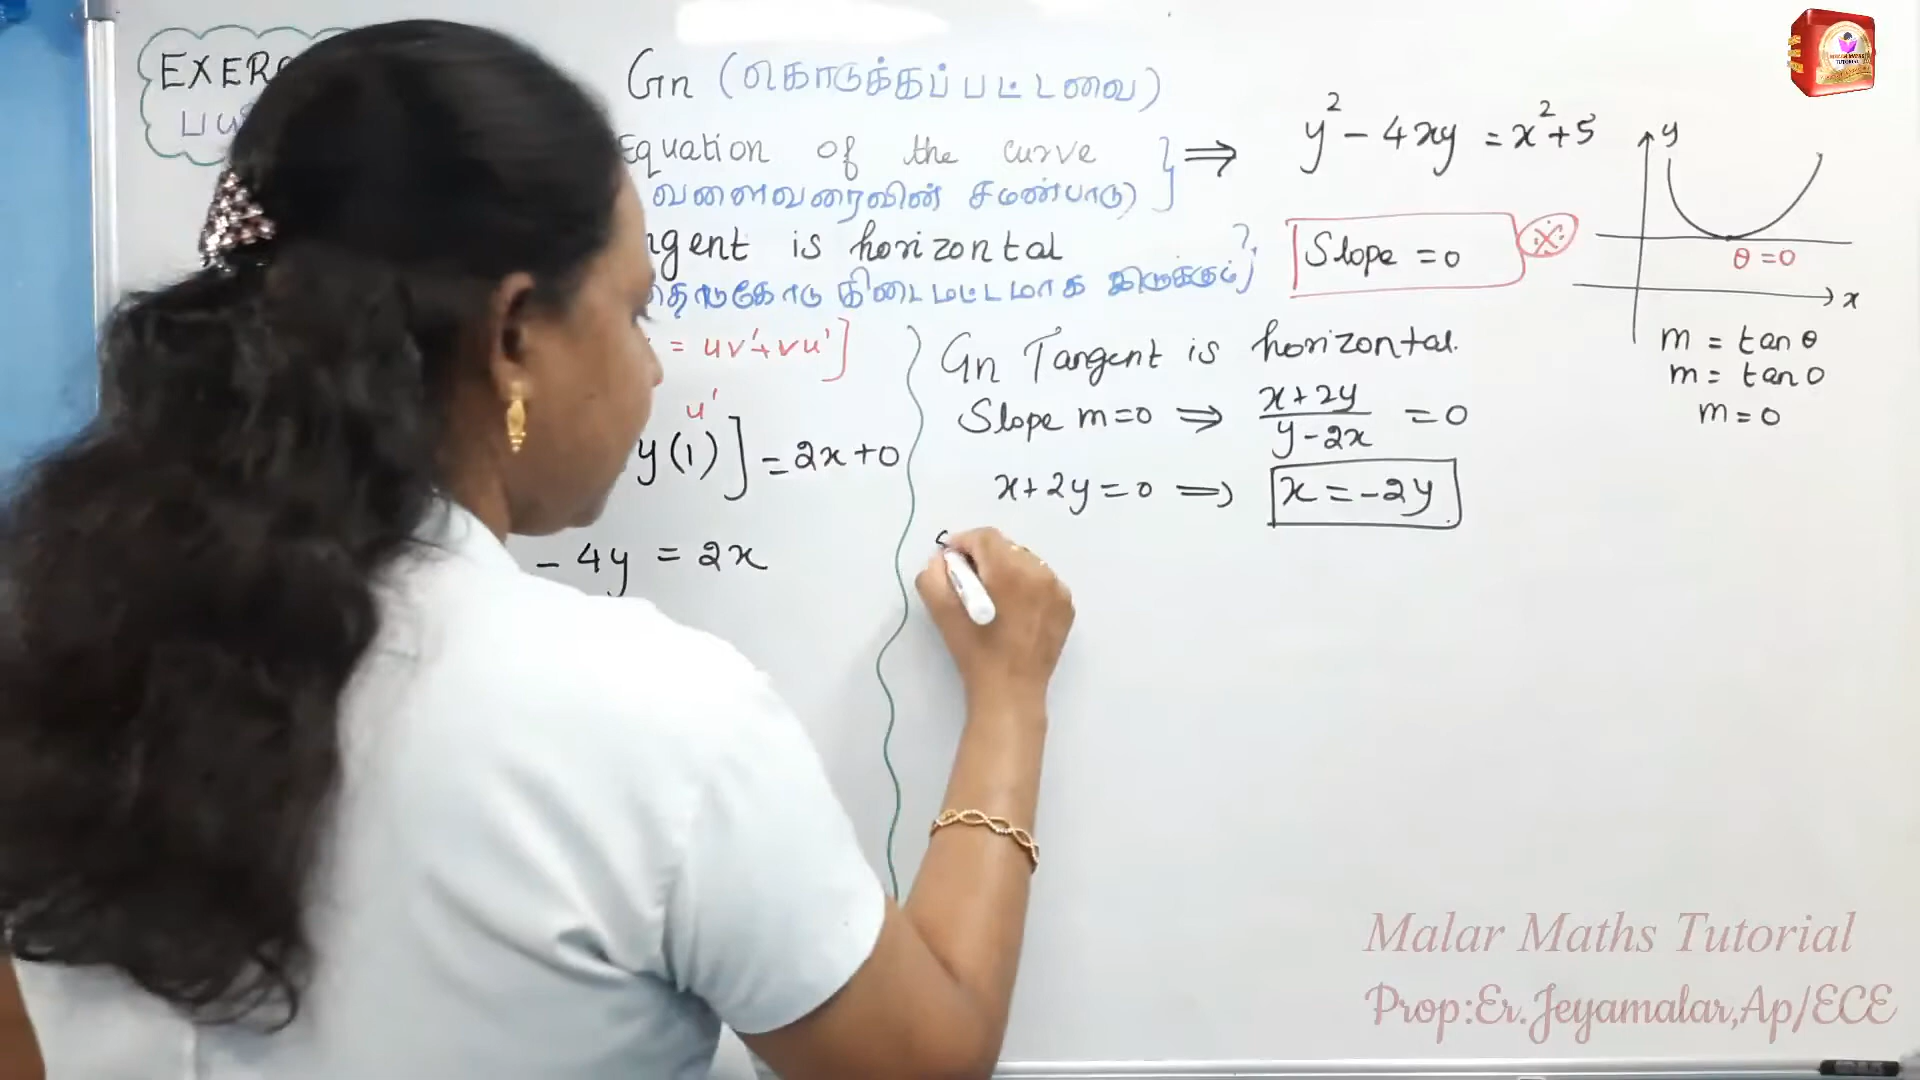 Gn (கொடுக்கப்பட்டவை)
Equation of the curve } ⇒ y² - 4xy = x² + 5
வளைவரைவின் சமன்பாடு)
is horizontal ? Slope = 0
தொடுகோடு கிடைமட்டமாக இருக்கும்)
y
θ = 0
x
m = tan θ
m = tan 0
m = 0
= uv' + vu']
u'
y(1)] = 2x + 0
- 4y = 2x
Gn Tangent is horizontal.
Slope m = 0 ⇒ (x + 2y)/(y - 2x) = 0
x + 2y = 0 ⇒ x = -2y
Malar Maths Tutorial
Prop:Er.Jeyamalar,Ap/ECE